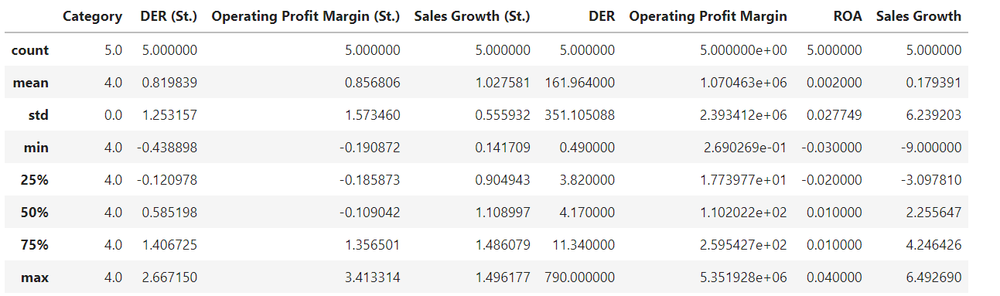 Category DER (St.) Operating Profit Margin (St.) Sales Growth (St.) DER Operating Profit Margin ROA Sales Growth
count 5.0 5.000000 5.000000 5.000000 5.000000 5.000000e+00 5.000000 5.000000
mean 4.0 0.819839 0.856806 1.027581 161.964000 1.070463e+06 0.002000 0.179391
std 0.0 1.253157 1.573460 0.555932 351.105088 2.393412e+06 0.027749 6.239203
min 4.0 -0.438898 -0.190872 0.141709 0.490000 2.690269e-01 -0.030000 -9.000000
25% 4.0 -0.120978 -0.185873 0.904943 3.820000 1.773977e+01 -0.020000 -3.097810
50% 4.0 0.585198 -0.109042 1.108997 4.170000 1.102022e+02 0.010000 2.255647
75% 4.0 1.406725 1.356501 1.486079 11.340000 2.595427e+02 0.010000 4.246426
max 4.0 2.667150 3.413314 1.496177 790.000000 5.351928e+06 0.040000 6.492690